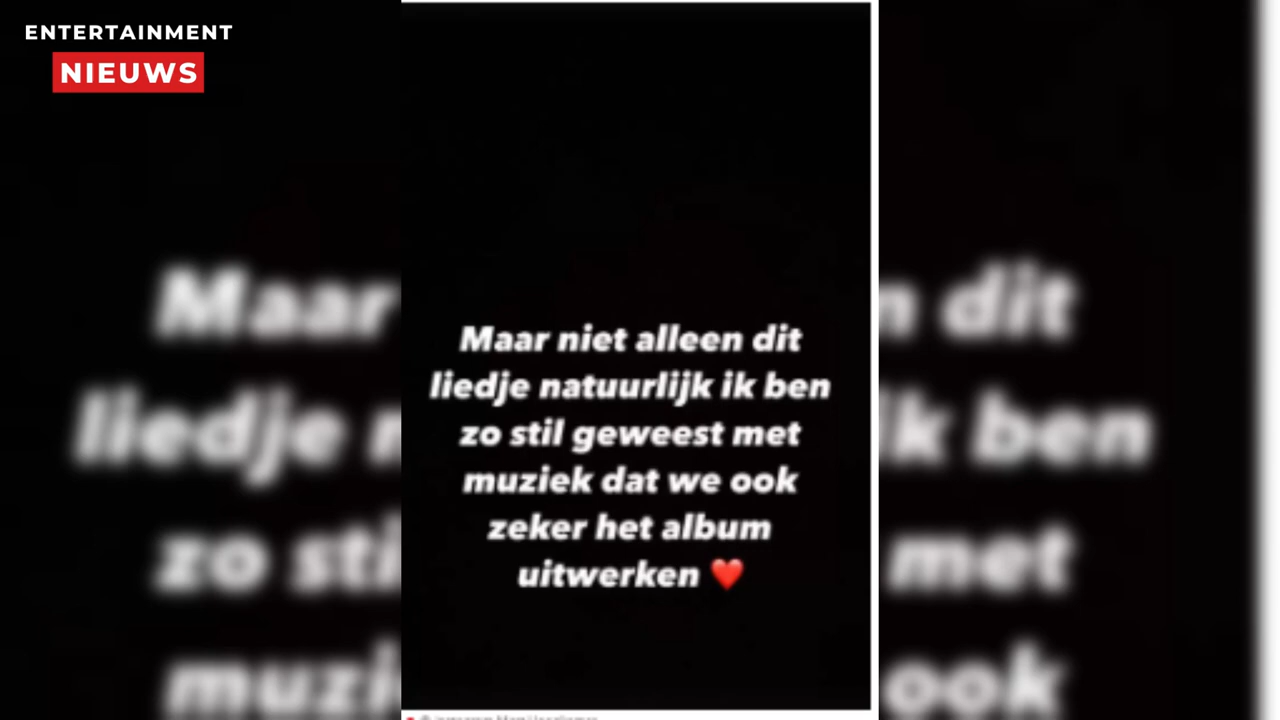 ENTERTAINMENT
NIEUWS
Maar niet alleen dit
liedje natuurlijk ik ben
zo stil geweest met
muziek dat we ook
zeker het album
uitwerken ❤️